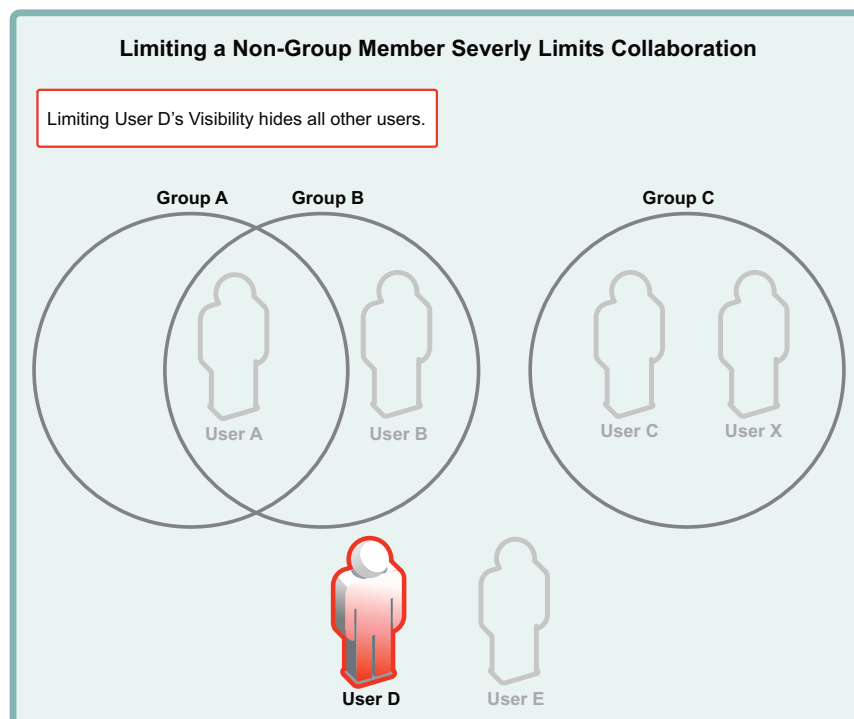 Limiting a Non-Group Member Severly Limits Collaboration
Limiting User D's Visibility hides all other users.
Group A
Group B
Group C
User A
User B
User C
User X
User D
User E